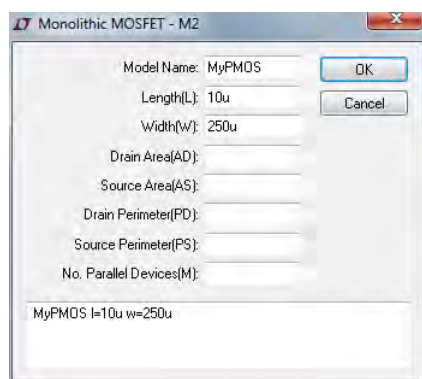 Monolithic MOSFET - M2
Model Name: MyPMOS
OK
Length(L): 10u
Cancel
Width(W): 250u
Drain Area(AD):
Source Area(AS):
Drain Perimeter(PD):
Source Perimeter(PS):
No. Parallel Devices(M):
MyPMOS l=10u w=250u